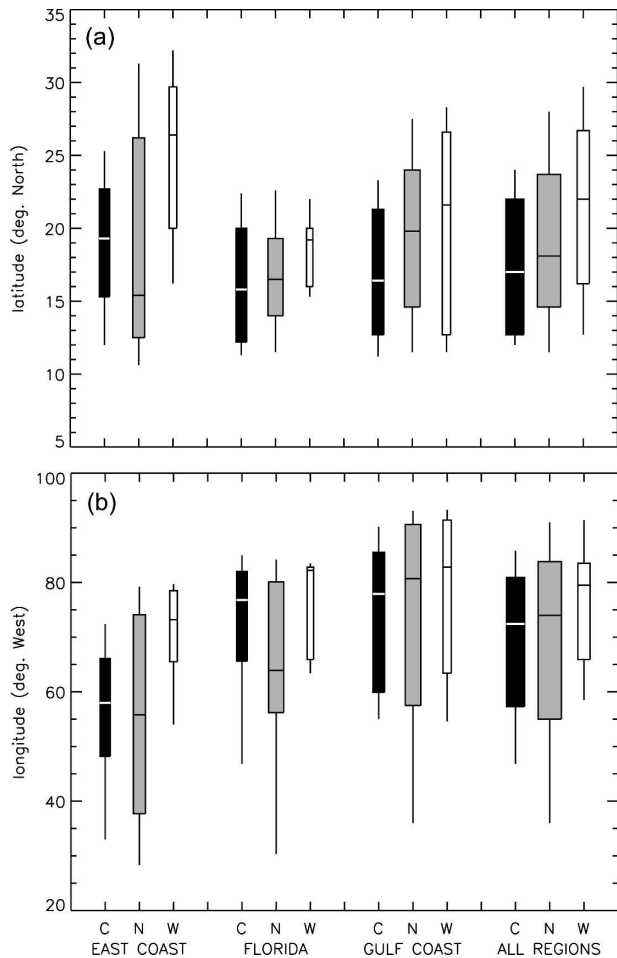 (a)
35
30
25
20
15
10
5
latitude (deg. North)
(b)
100
80
60
40
20
longitude (deg. West)
C N W C N W C N W C N W
EAST COAST FLORIDA GULF COAST ALL REGIONS